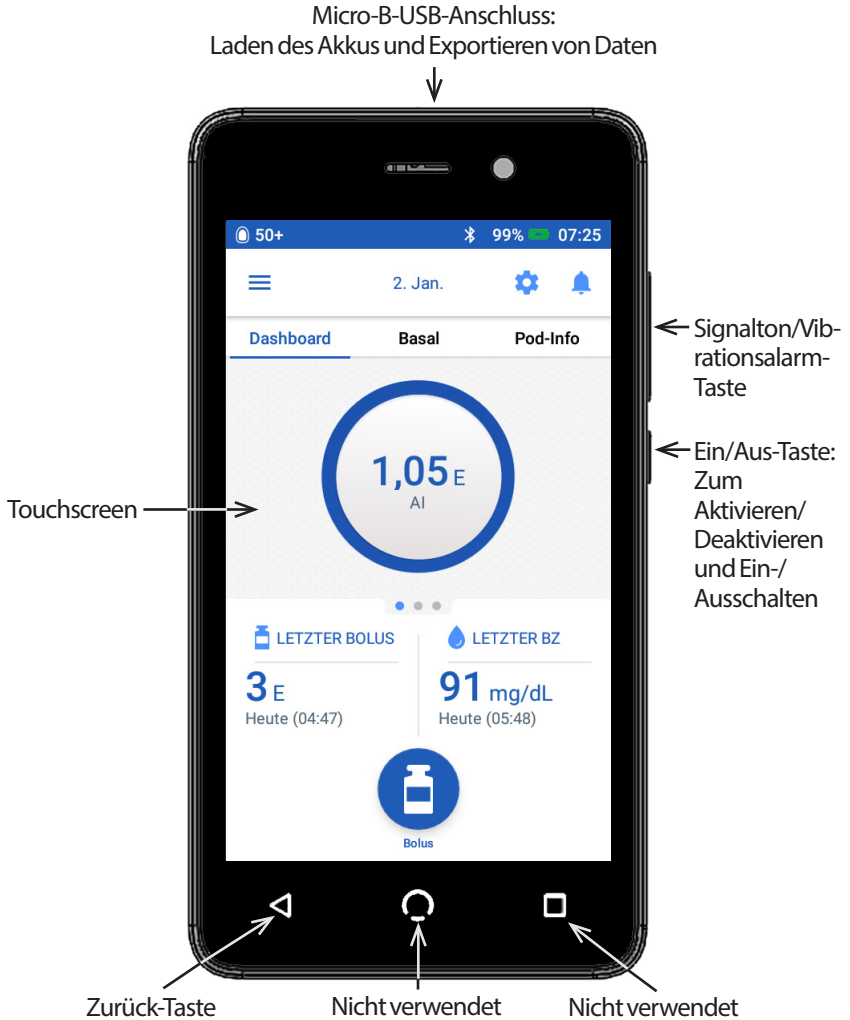 Micro-B-USB-Anschluss:
Laden des Akkus und Exportieren von Daten
50+
99%
07:25
2. Jan.
Dashboard
Basal
Pod-Info
1,05 E
AI
LETZTER BOLUS
3 E
Heute (04:47)
LETZTER BZ
91 mg/dL
Heute (05:48)
Bolus
Touchscreen
Signalton/Vib-
rationsalarm-
Taste
Ein/Aus-Taste:
Zum
Aktivieren/
Deaktivieren
und Ein-/
Ausschalten
Zurück-Taste
Nicht verwendet
Nicht verwendet